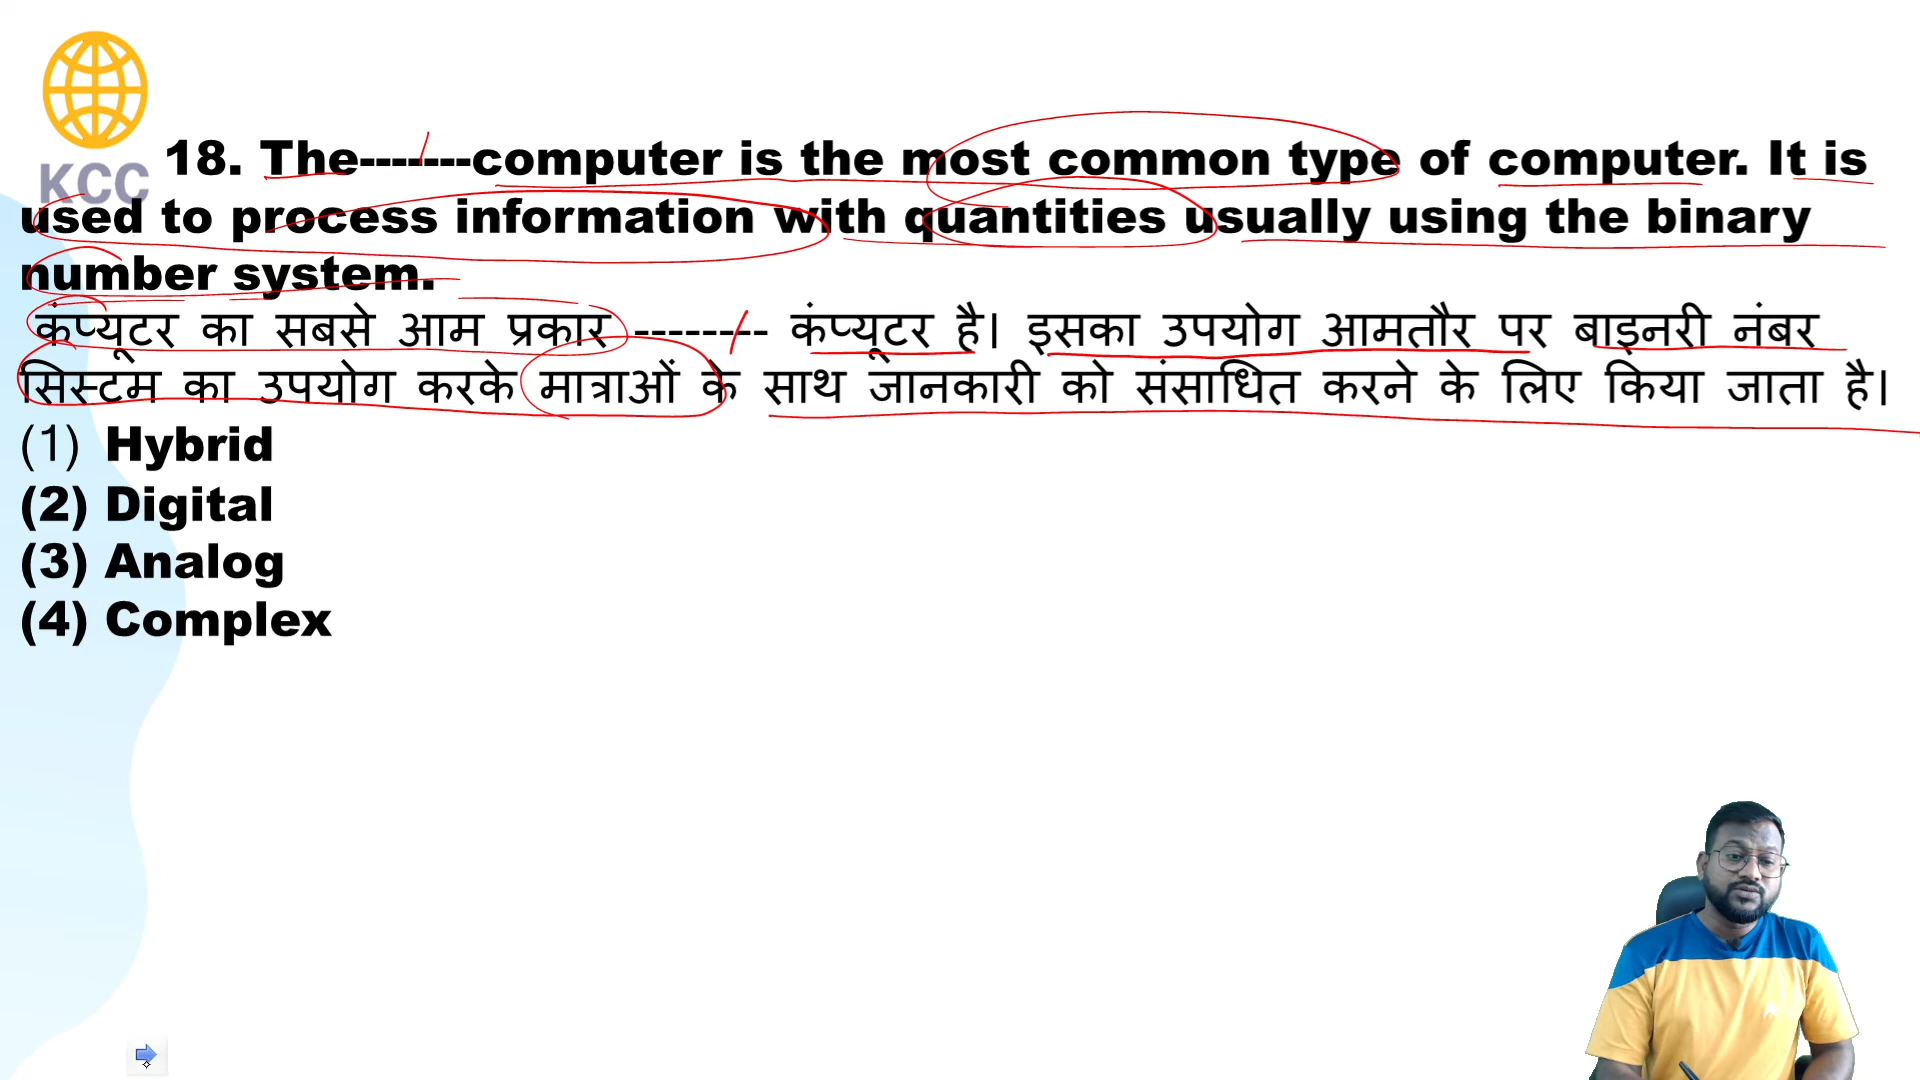 KCC
18. The-------computer is the most common type of computer. It is
used to process information with quantities usually using the binary
number system.
कंप्यूटर का सबसे आम प्रकार -------- कंप्यूटर है। इसका उपयोग आमतौर पर बाइनरी नंबर
सिस्टम का उपयोग करके मात्राओं के साथ जानकारी को संसाधित करने के लिए किया जाता है।
(1) Hybrid
(2) Digital
(3) Analog
(4) Complex